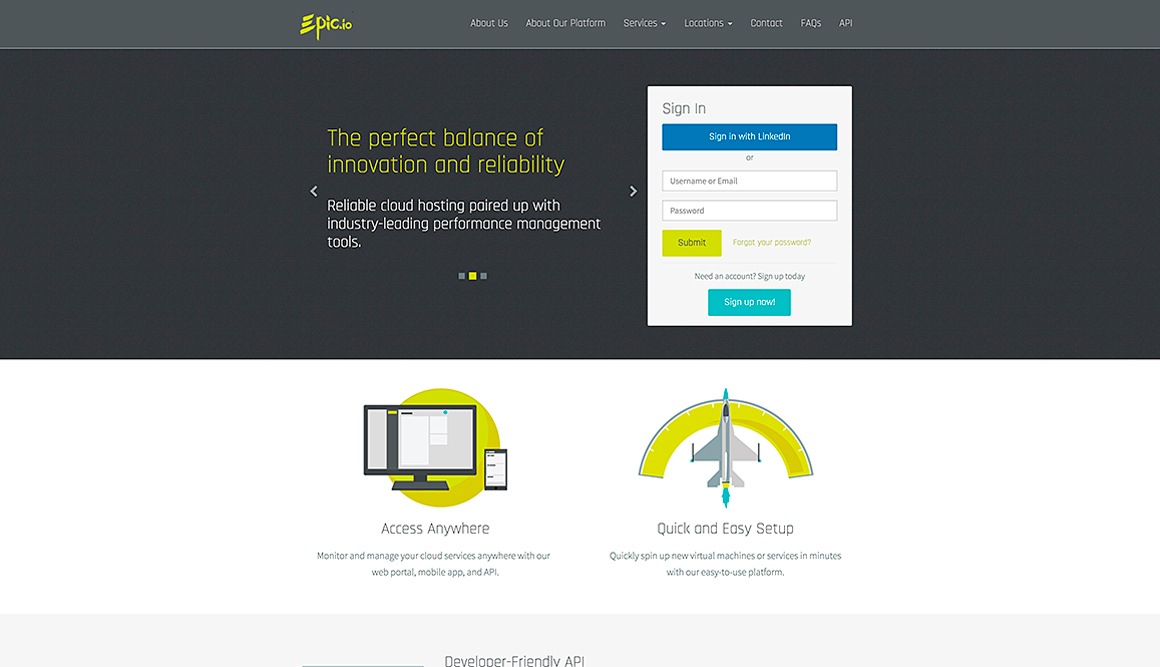 Epic.io
About Us About Our Platform Services Locations Contact FAQs API
The perfect balance of
innovation and reliability
Reliable cloud hosting paired up with
industry-leading performance management
tools.
Sign In
Sign in with LinkedIn
or
Username or Email
Password
Submit Forgot your password?
Need an account? Sign up today
Sign up now!
Access Anywhere
Monitor and manage your cloud services anywhere with our
web portal, mobile app, and API.
Quick and Easy Setup
Quickly spin up new virtual machines or services in minutes
with our easy-to-use platform.
Developer-Friendly API